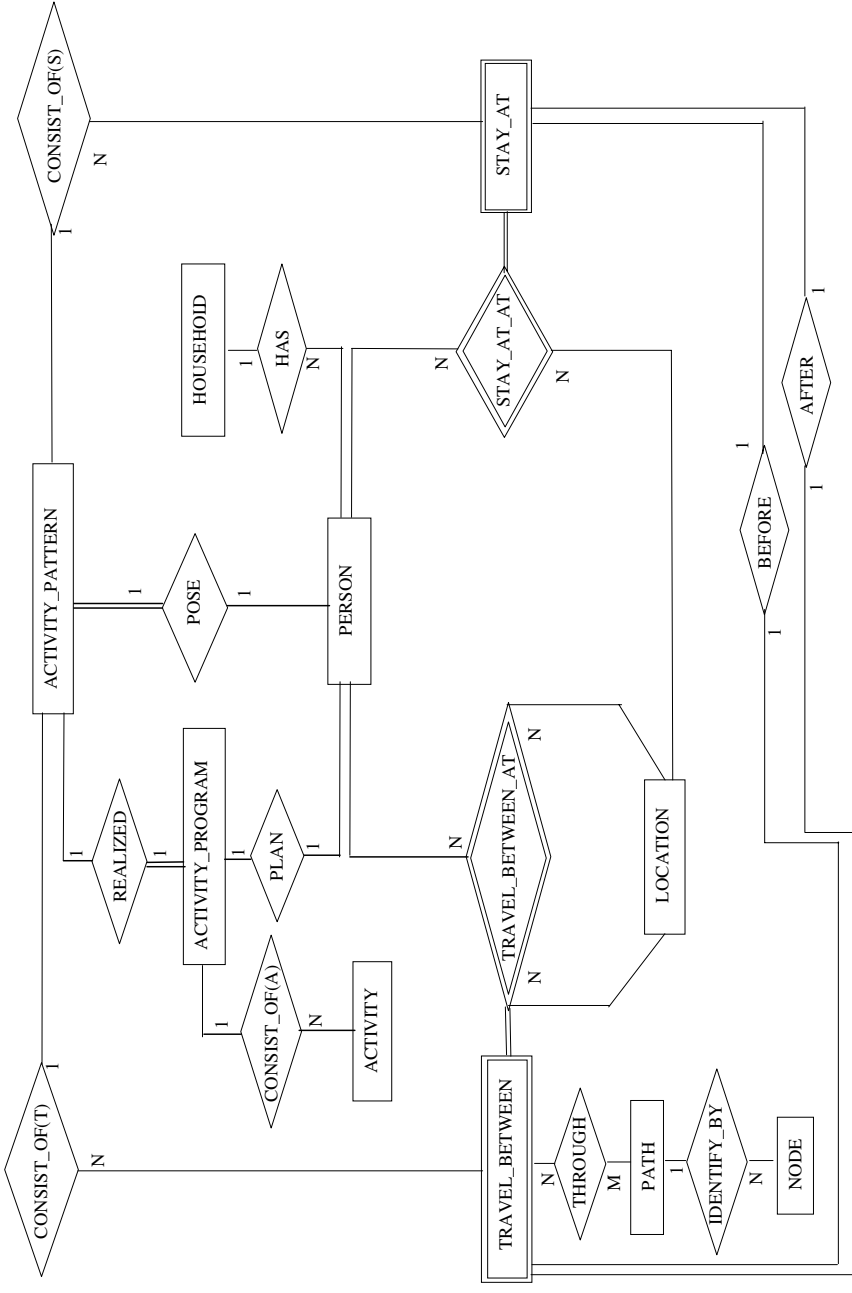 CONSIST_OF(T)
1
ACTIVITY_PATTERN
1
CONSIST_OF(S)
1
N
N
REALIZED
1
1
ACTIVITY_PROGRAM
POSE
HOUSEHOID
1
1
1
1
CONSIST_OF(A)
PLAN
HAS
N
1
N
PERSON
ACTIVITY
N
N
TRAVEL_BETWEEN
TRAVEL_BETWEEN_AT
STAY_AT_AT
STAY_AT
N
N
N
N
THROUGH
M
PATH
LOCATION
1
IDENTIFY_BY
1
N
BEFORE
1
NODE
1
AFTER
1